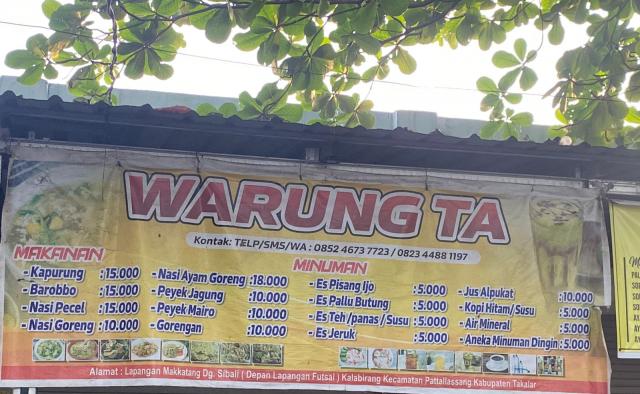 WARUNG TA
Kontak: TELP/SMS/WA : 0852 4673 7723 / 0823 4488 1197
MAKANAN
- Kapurung :15.000
- Barobbo :15.000
- Nasi Pecel :15.000
- Nasi Goreng :10.000
- Nasi Ayam Goreng :18.000
- Peyek Jagung :10.000
- Peyek Mairo :10.000
- Gorengan :10.000
MINUMAN
- Es Pisang Ijo :5.000
- Es Pallu Butung :5.000
- Es Teh /panas / Susu :5.000
- Es Jeruk :5.000
- Jus Alpukat :10.000
- Kopi Hitam/ Susu :5.000
- Air Mineral :5.000
- Aneka Minuman Dingin :5.000
Alamat : Lapangan Makkatang Dg. Sibali ( Depan Lapangan Futsal ) Kalabirang Kecamatan Pattallassang Kabupaten Takalar